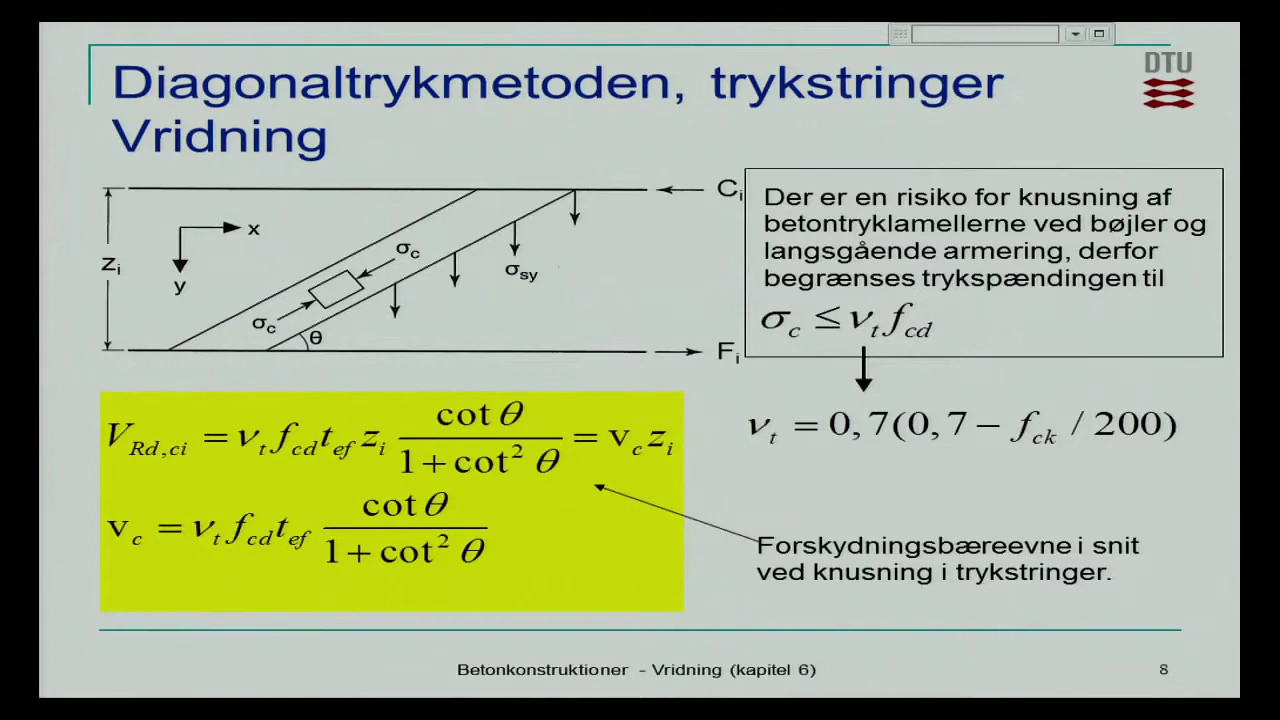 DTU
Diagonaltrykmetoden, trykstringer
Vridning
C_i
x
z_i
y
σ_c
σ_sy
σ_c
θ
F_i
Der er en risiko for knusning af
betontryklamellerne ved bøjler og
langsgående armering, derfor
begrænses trykspændingen til
σ_c ≤ ν_t f_cd
ν_t = 0,7(0,7 − f_ck / 200)
V_Rd,ci = ν_t f_cd t_ef z_i cot θ / (1 + cot² θ) = v_c z_i
v_c = ν_t f_cd t_ef cot θ / (1 + cot² θ)
Forskydningsbæreevne i snit
ved knusning i trykstringer.
Betonkonstruktioner - Vridning (kapitel 6)
8